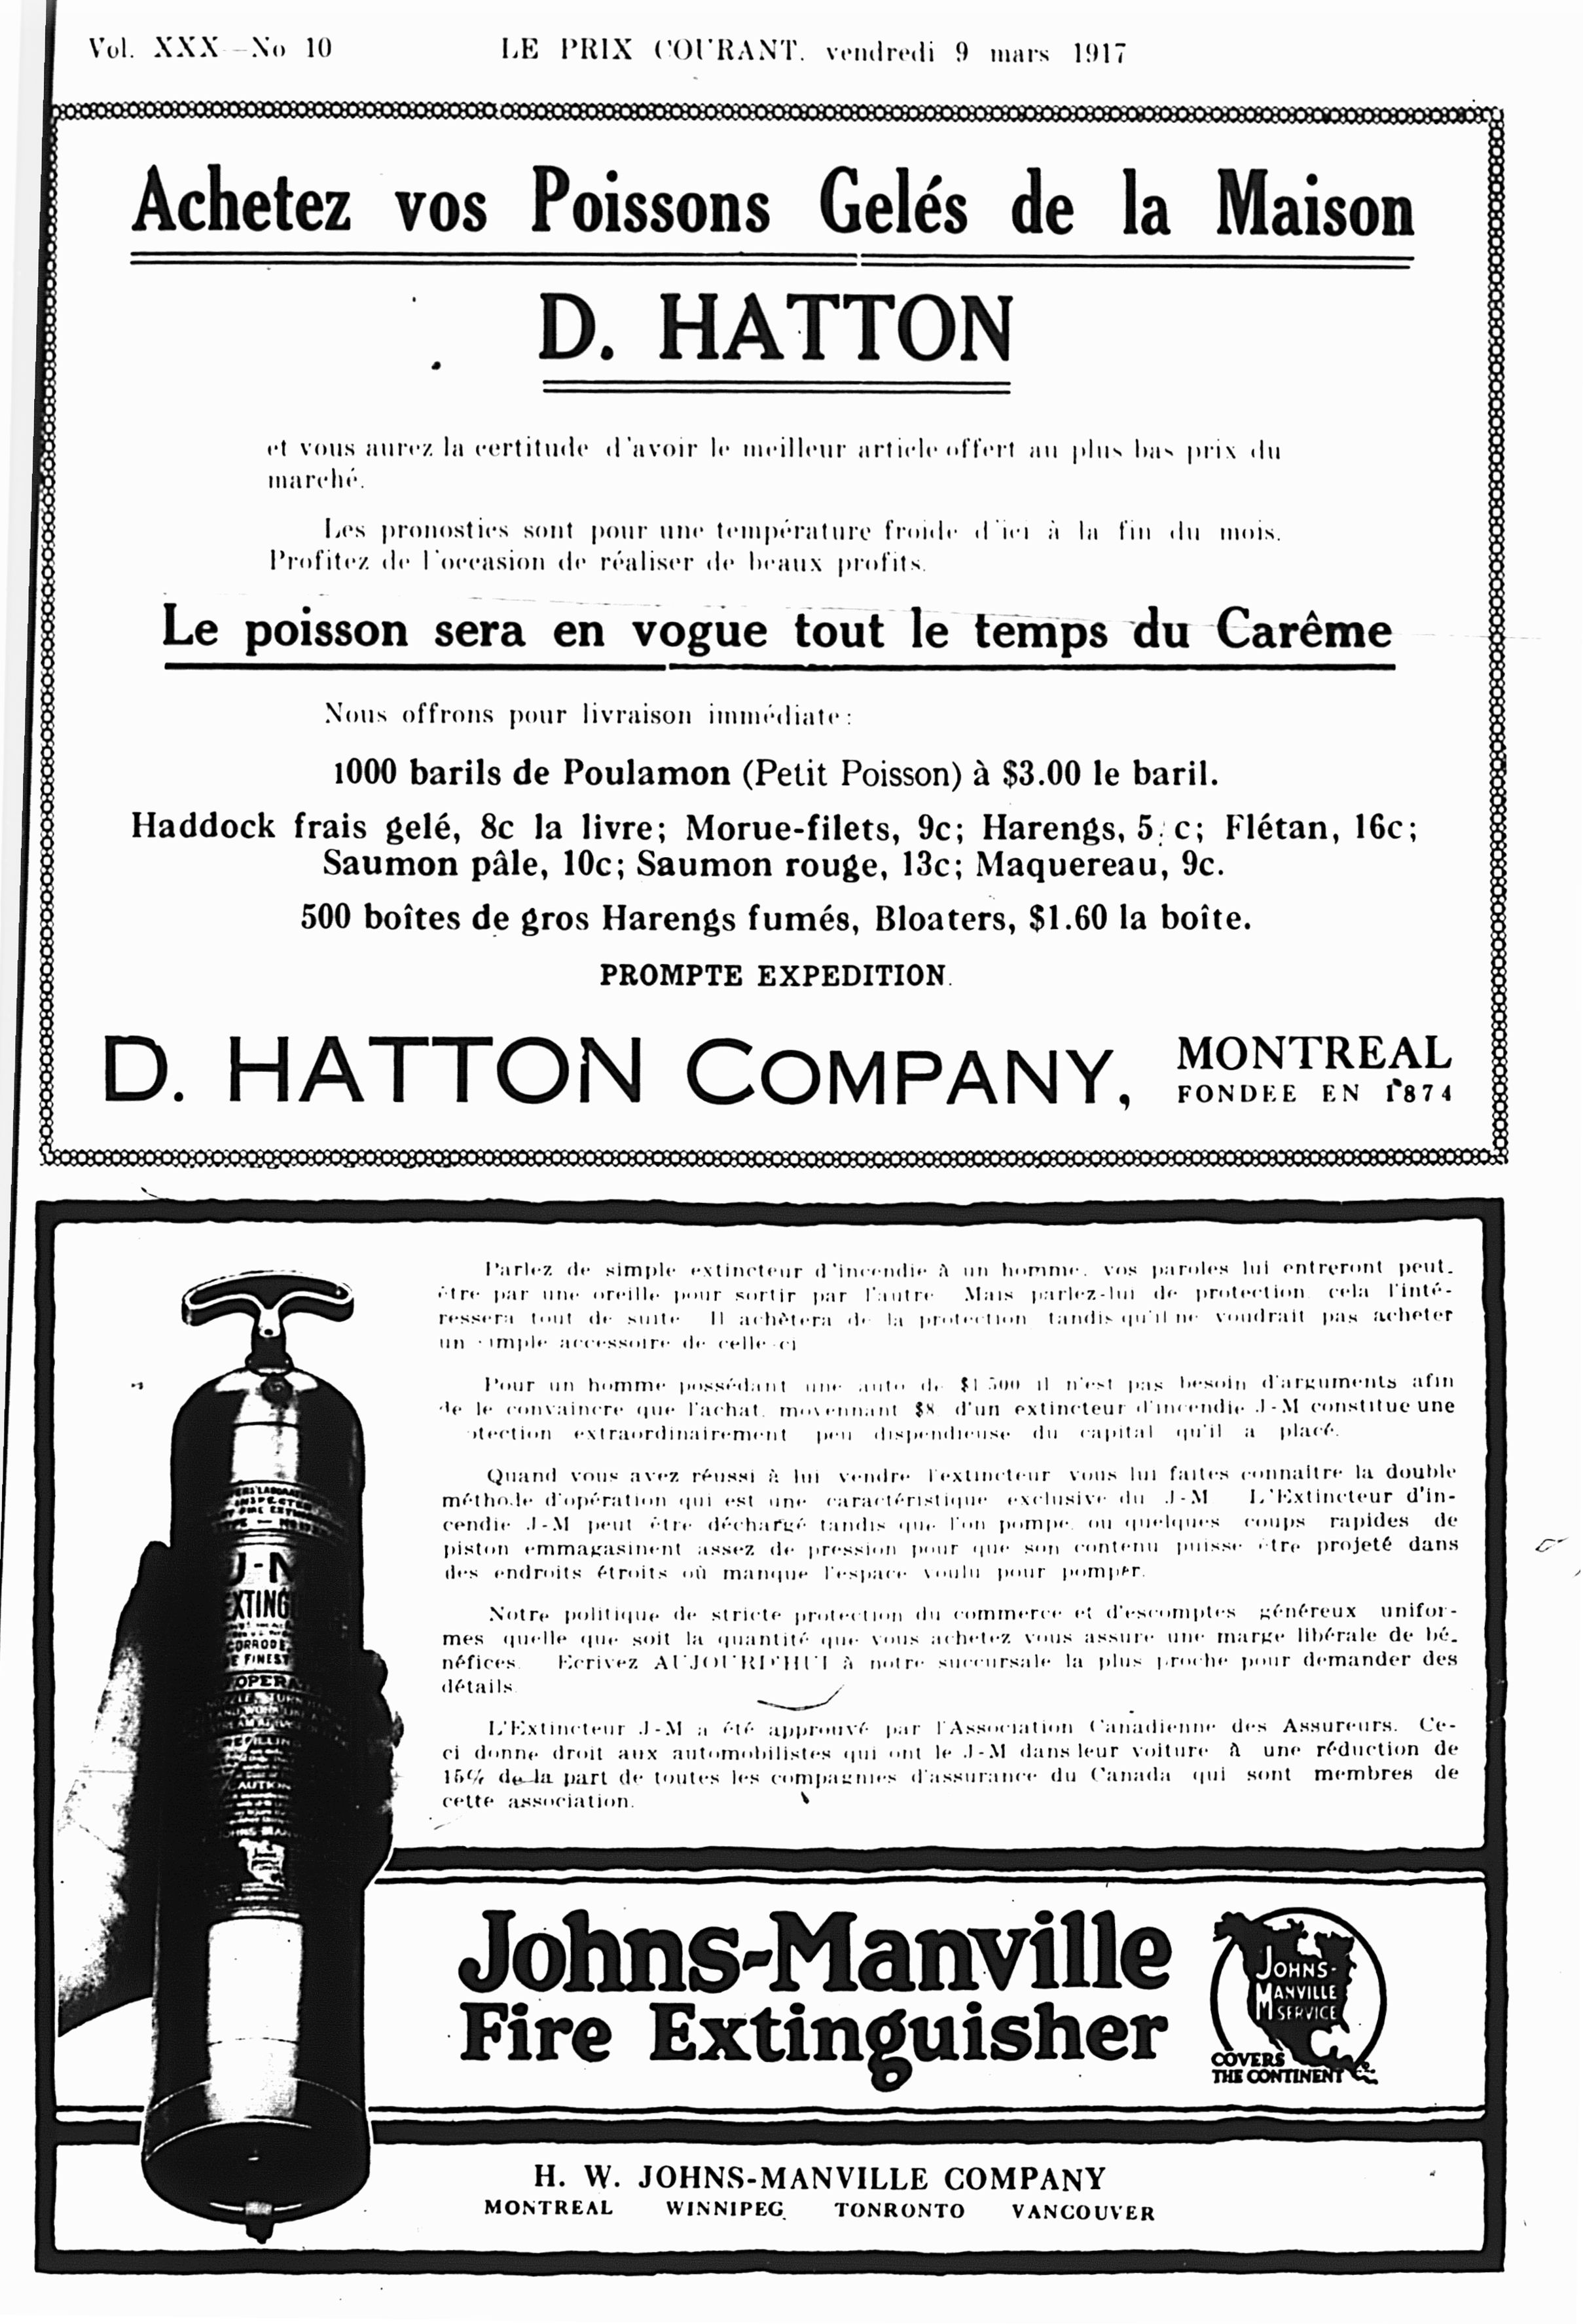 Vol. XXX—No 10 LE PRIX COURANT, vendredi 9 mars 1917
Achetez vos Poissons Gelés de la Maison
D. HATTON
et vous aurez la certitude d'avoir le meilleur article offert au plus bas prix du
marché.
Les pronostics sont pour une température froide d'ici à la fin du mois.
Profitez de l'occasion de réaliser de beaux profits.
Le poisson sera en vogue tout le temps du Carême
Nous offrons pour livraison immédiate:
1000 barils de Poulamon (Petit Poisson) à $3.00 le baril.
Haddock frais gelé, 8c la livre; Morue-filets, 9c; Harengs, 5 c; Flétan, 16c;
Saumon pâle, 10c; Saumon rouge, 13c; Maquereau, 9c.
500 boîtes de gros Harengs fumés, Bloaters, $1.60 la boîte.
PROMPTE EXPEDITION.
D. HATTON COMPANY, MONTREAL
FONDEE EN 1874
Parlez de simple extincteur d'incendie à un homme, vos paroles lui entreront peut-
être par une oreille pour sortir par l'autre. Mais parlez-lui de protection, cela l'inté-
ressera tout de suite. Il achètera de la protection, tandis qu'il ne voudrait pas acheter
un simple accessoire de celle-ci
Pour un homme possédant une auto de $1,500 il n'est pas besoin d'arguments afin
de le convaincre que l'achat, moyennant $8, d'un extincteur d'incendie J-M constitue une
otection extraordinairement peu dispendieuse du capital qu'il a placé.
Quand vous avez réussi à lui vendre l'extincteur vous lui faites connaître la double
méthode d'opération qui est une caractéristique exclusive du J-M L'Extincteur d'in-
cendie J-M peut être déchargé tandis que l'on pompe, ou quelques coups rapides de
piston emmagasinent assez de pression pour que son contenu puisse être projeté dans
des endroits étroits où manque l'espace voulu pour pomper.
Notre politique de stricte protection du commerce et d'escomptes généreux unifor-
mes quelle que soit la quantité que vous achetez vous assure une marge libérale de bé-
néfices. Ecrivez AUJOURD'HUI à notre succursale la plus proche pour demander des
détails.
L'Extincteur J-M a été approuvé par l'Association Canadienne des Assureurs. Ce-
ci donne droit aux automobilistes qui ont le J-M dans leur voiture à une réduction de
15% de la part de toutes les compagnies d'assurance du Canada qui sont membres de
cette association.
J-M
EXTING
CORRODE
E FINEST
OPERA
REFILLING
AUTION
Johns-Manville
Fire Extinguisher
JOHNS-
MANVILLE
SERVICE
COVERS
THE CONTINENT
H. W. JOHNS-MANVILLE COMPANY
MONTREAL WINNIPEG TONRONTO VANCOUVER